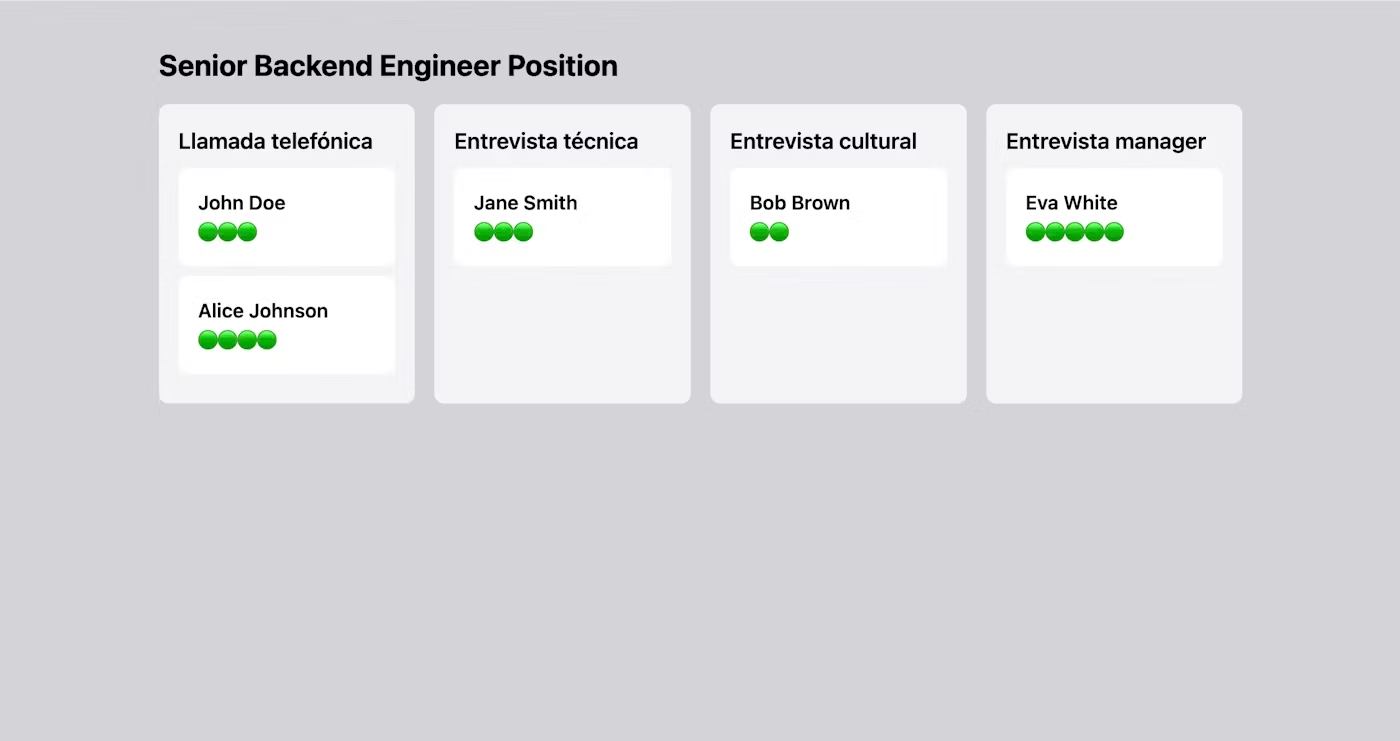 Senior Backend Engineer Position
Llamada telefónica
John Doe
Alice Johnson
Entrevista técnica
Jane Smith
Entrevista cultural
Bob Brown
Entrevista manager
Eva White